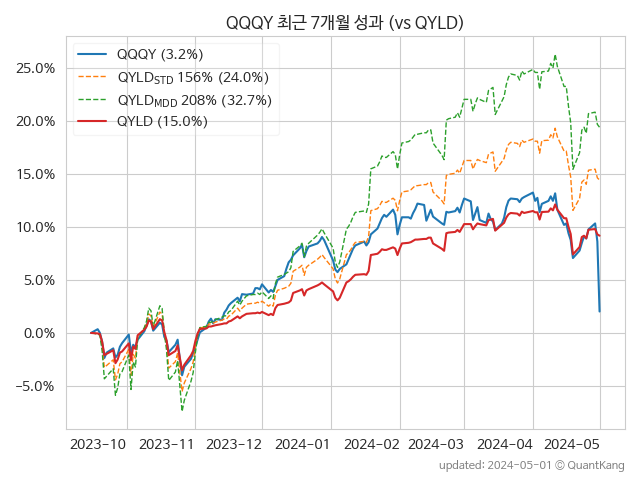 QQQY 최근 7개월 성과 (vs QYLD)
QQQY (3.2%)
QYLD_STD 156% (24.0%)
QYLD_MDD 208% (32.7%)
QYLD (15.0%)
25.0%
20.0%
15.0%
10.0%
5.0%
0.0%
−5.0%
2023-10 2023-11 2023-12 2024-01 2024-02 2024-03 2024-04 2024-05
updated: 2024-05-01 © QuantKang